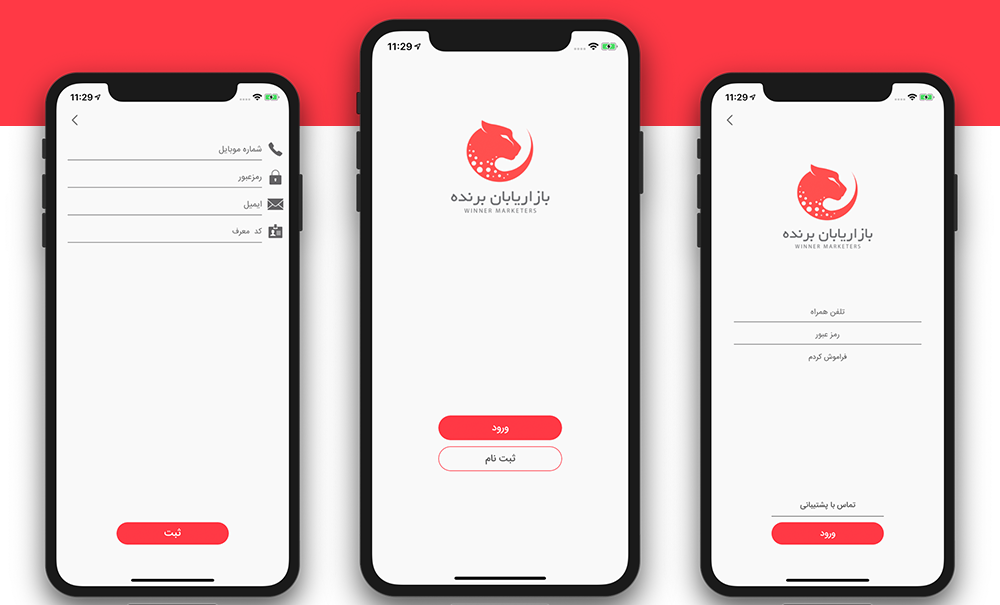 11:29
شماره موبایل
رمزعبور
ایمیل
کد معرف
ثبت
11:29
بازاریابان برنده
WINNER MARKETERS
ورود
ثبت نام
11:29
بازاریابان برنده
WINNER MARKETERS
تلفن همراه
رمز عبور
فراموش کردم
تماس با پشتیبانی
ورود